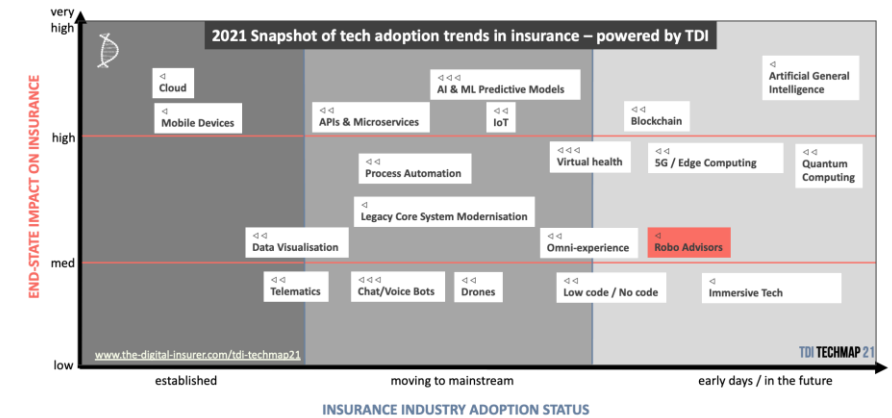 very
high
2021 Snapshot of tech adoption trends in insurance – powered by TDI
Cloud
Mobile Devices
APIs & Microservices
AI & ML Predictive Models
IoT
Blockchain
Artificial General
Intelligence
high
Process Automation
Virtual health
5G / Edge Computing
Quantum
Computing
Legacy Core System Modernisation
Data Visualisation
Omni-experience
Robo Advisors
med
Telematics
Chat/Voice Bots
Drones
Low code / No code
Immersive Tech
www.the-digital-insurer.com/tdi-techmap21
TDI TECHMAP 21
low
END-STATE IMPACT ON INSURANCE
established
moving to mainstream
early days / in the future
INSURANCE INDUSTRY ADOPTION STATUS